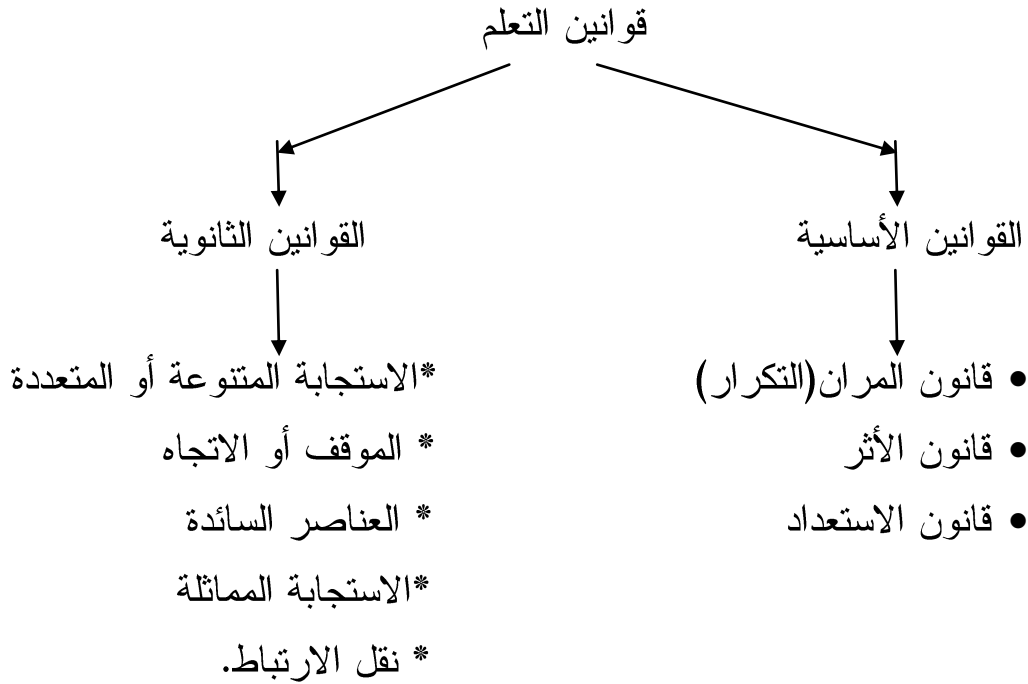 قوانين التعلم
القوانين الأساسية
• قانون المران(التكرار)
• قانون الأثر
• قانون الاستعداد
القوانين الثانوية
*الاستجابة المتنوعة أو المتعددة
* الموقف أو الاتجاه
* العناصر السائدة
*الاستجابة المماثلة
* نقل الارتباط.